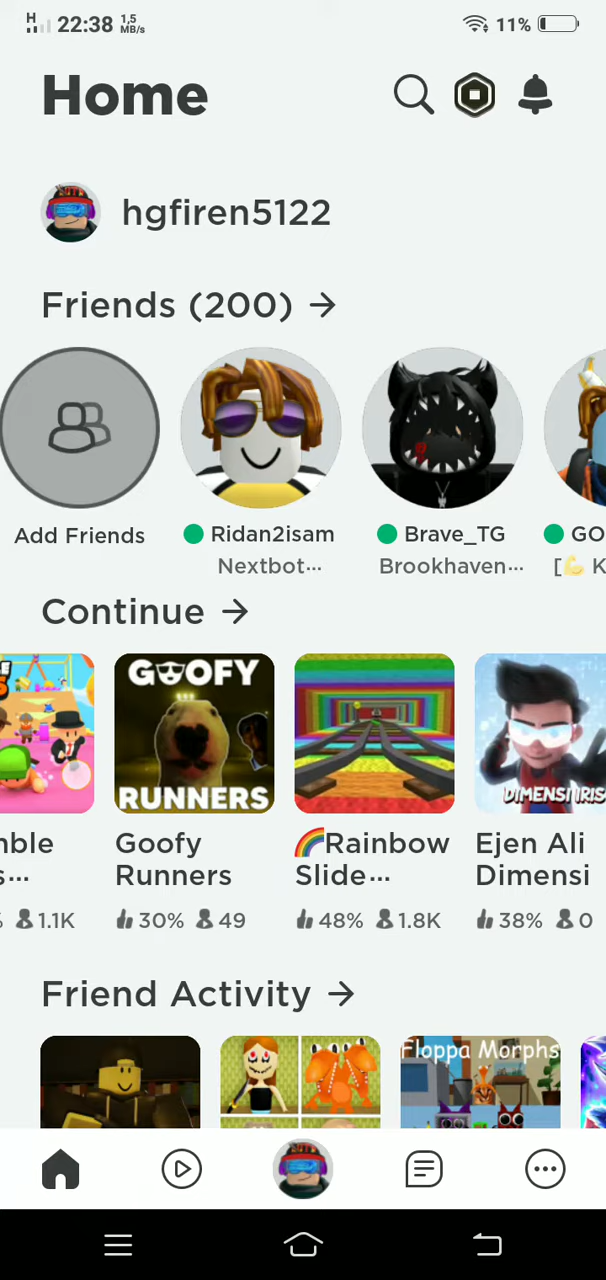 H 22:38 1,5 MB/s 11%
Home
hgfiren5122
Friends (200) →
Add Friends
Ridan2isam
Nextbot...
Brave_TG
Brookhaven...
GO
[💪 K
Continue →
GOOFY
RUNNERS
DIMENSI IRIS
mble
s...
Goofy
Runners
🌈Rainbow
Slide...
Ejen Ali
Dimensi
% 1.1K
30% 49
48% 1.8K
38% 0
Friend Activity →
Floppa Morphs